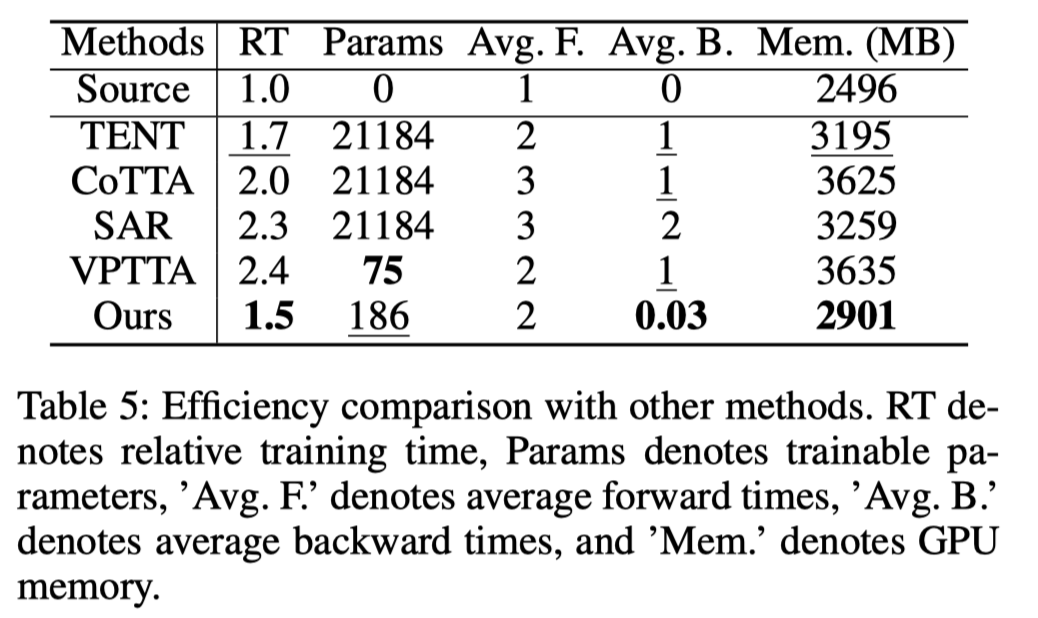 Methods RT Params Avg. F. Avg. B. Mem. (MB)
Source 1.0 0 1 0 2496
TENT 1.7 21184 2 1 3195
CoTTA 2.0 21184 3 1 3625
SAR 2.3 21184 3 2 3259
VPTTA 2.4 75 2 1 3635
Ours 1.5 186 2 0.03 2901
Table 5: Efficiency comparison with other methods. RT de-
notes relative training time, Params denotes trainable pa-
rameters, ’Avg. F.’ denotes average forward times, ’Avg. B.’
denotes average backward times, and ’Mem.’ denotes GPU
memory.